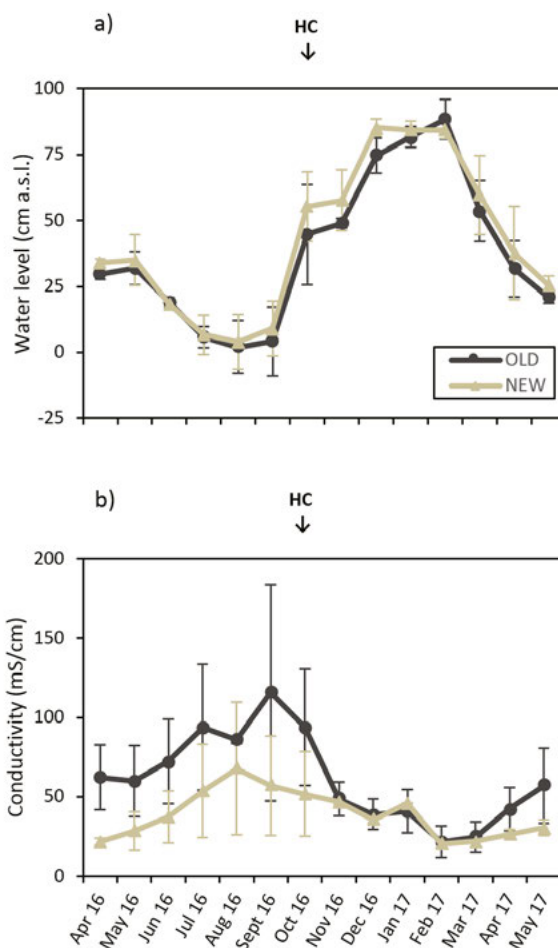 a)
HC
↓
Water level (cm a.s.l.)
100
75
50
25
0
-25
OLD
NEW
b)
HC
↓
Conductivity (mS/cm)
200
150
100
50
0
Apr 16
May 16
Jun 16
Jul 16
Aug 16
Sept 16
Oct 16
Nov 16
Dec 16
Jan 17
Feb 17
Mar 17
Apr 17
May 17